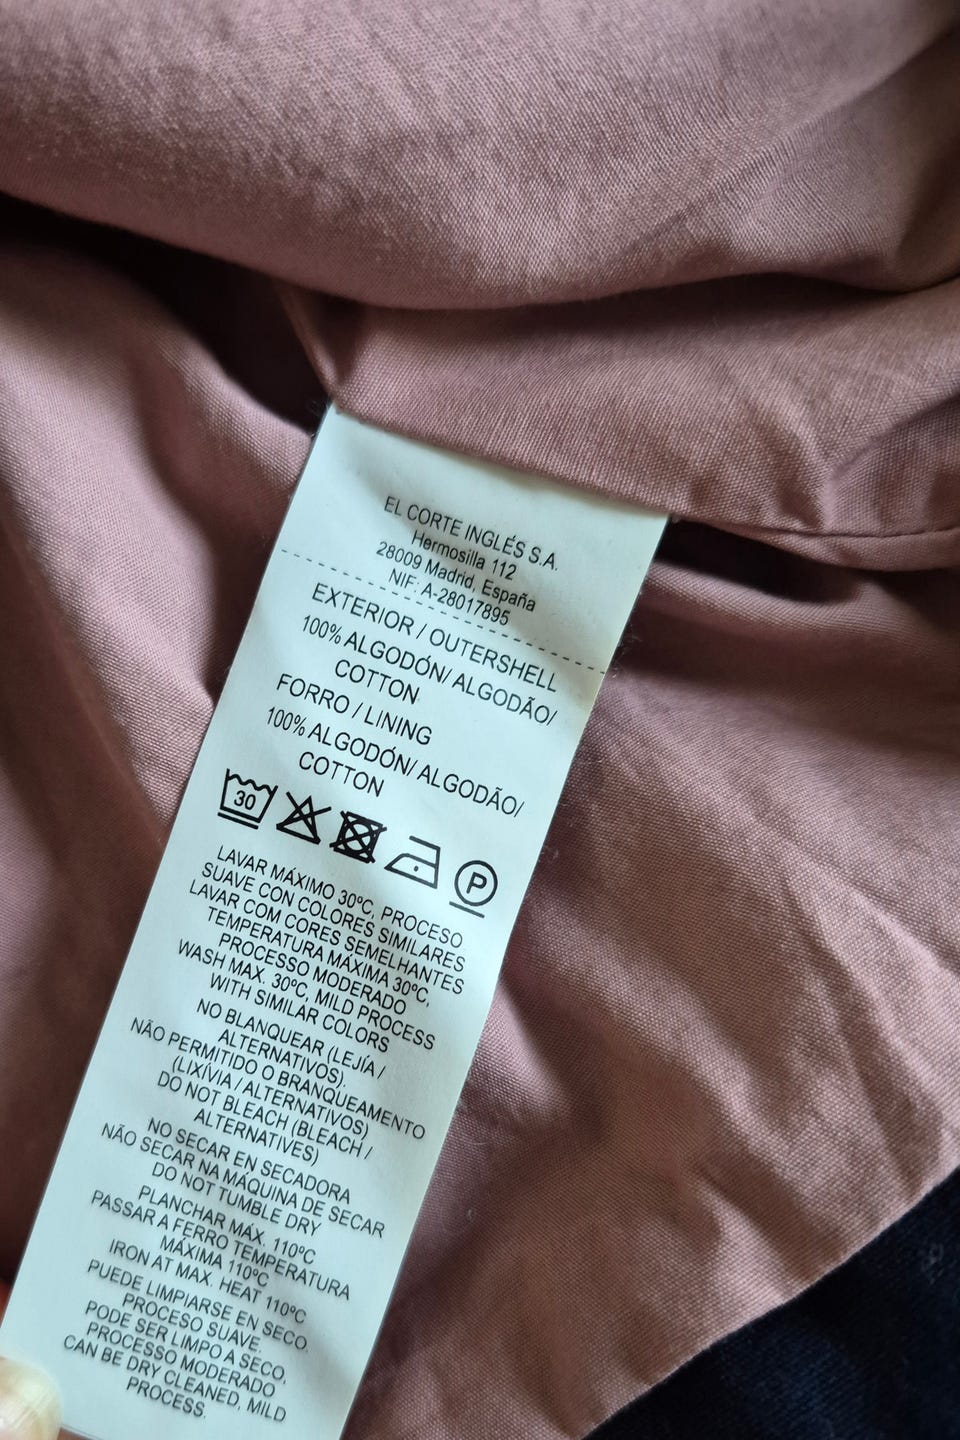 EL CORTE INGLÉS S.A.
Hermosilla 112
28009 Madrid, España
NIF: A-28017895
EXTERIOR / OUTERSHELL
100% ALGODÓN/ ALGODÃO/
COTTON
FORRO / LINING
100% ALGODÓN/ ALGODÃO/
COTTON
30
P
LAVAR MÁXIMO 30ºC, PROCESO
SUAVE CON COLORES SIMILARES
LAVAR COM CORES SEMELHANTES
TEMPERATURA MÁXIMA 30ºC,
PROCESSO MODERADO
WASH MAX. 30ºC, MILD PROCESS
WITH SIMILAR COLORS
NO BLANQUEAR (LEJÍA /
ALTERNATIVOS).
NÃO PERMITIDO O BRANQUEAMENTO
(LIXÍVIA / ALTERNATIVOS)
DO NOT BLEACH (BLEACH /
ALTERNATIVES)
NO SECAR EN SECADORA
NÃO SECAR NA MÁQUINA DE SECAR
DO NOT TUMBLE DRY
PLANCHAR MÁX. 110ºC
PASSAR A FERRO TEMPERATURA
MÁXIMA 110ºC
IRON AT MAX. HEAT 110ºC
PUEDE LIMPIARSE EN SECO.
PROCESO SUAVE.
PODE SER LIMPO A SECO,
PROCESSO MODERADO
CAN BE DRY CLEANED, MILD
PROCESS.